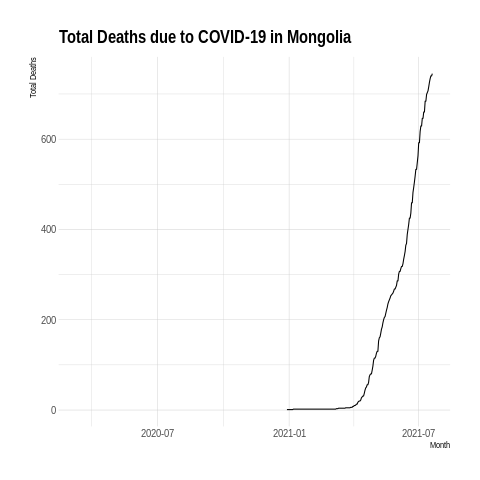 Total Deaths due to COVID-19 in Mongolia
Total Deaths
600
400
200
0
2020-07
2021-01
2021-07
Month